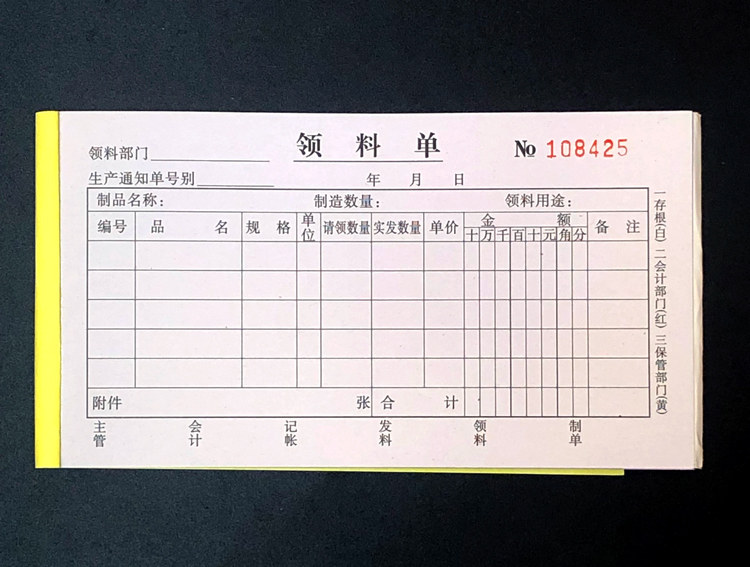 领料单
领料部门
№ 108425
生产通知单号别
年 月 日
制品名称： 制造数量： 领料用途：
编号 品名 规格 单位 请领数量 实发数量 单价 金额 备注
十 万 千 百 十 元 角 分
附件 张 合计
主管 会计 记帐 发料 领料 制单
一存根(白) 二会计部门(红) 三保管部门(黄)